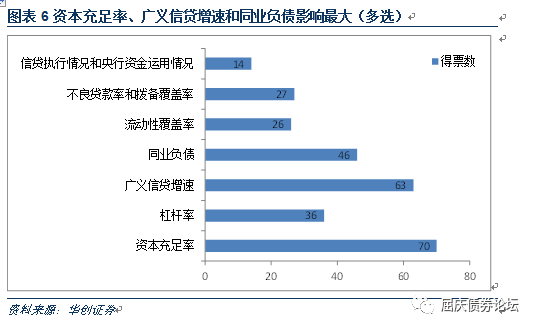 图表 6 资本充足率、广义信贷增速和同业负债影响最大（多选）
得票数
信贷执行情况和央行资金运用情况 14
不良贷款率和拨备覆盖率 27
流动性覆盖率 26
同业负债 46
广义信贷增速 63
杠杆率 36
资本充足率 70
0 20 40 60 80
资料来源：华创证券
屈庆债券论坛